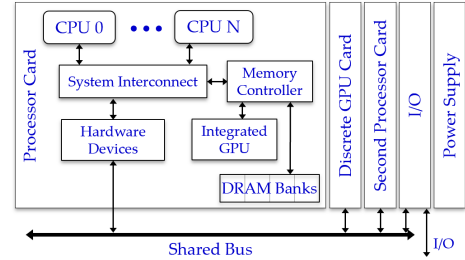 Processor Card
CPU 0
CPU N
System Interconnect
Memory
Controller
Hardware
Devices
Integrated
GPU
DRAM Banks
Discrete GPU Card
Second Processor Card
I/O
Power Supply
Shared Bus
I/O